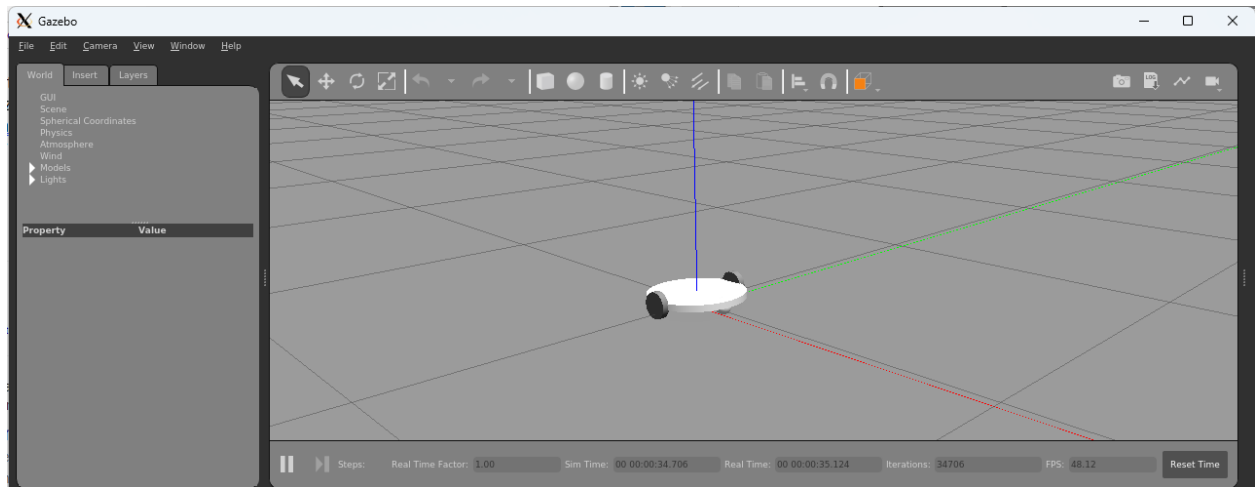 Gazebo
File Edit Camera View Window Help
World Insert Layers
GUI
Scene
Spherical Coordinates
Physics
Atmosphere
Wind
Models
Lights
Property Value
LOG
Steps: Real Time Factor: 1.00 Sim Time: 00 00:00:34.706 Real Time: 00 00:00:35.124 Iterations: 34706 FPS: 48.12 Reset Time